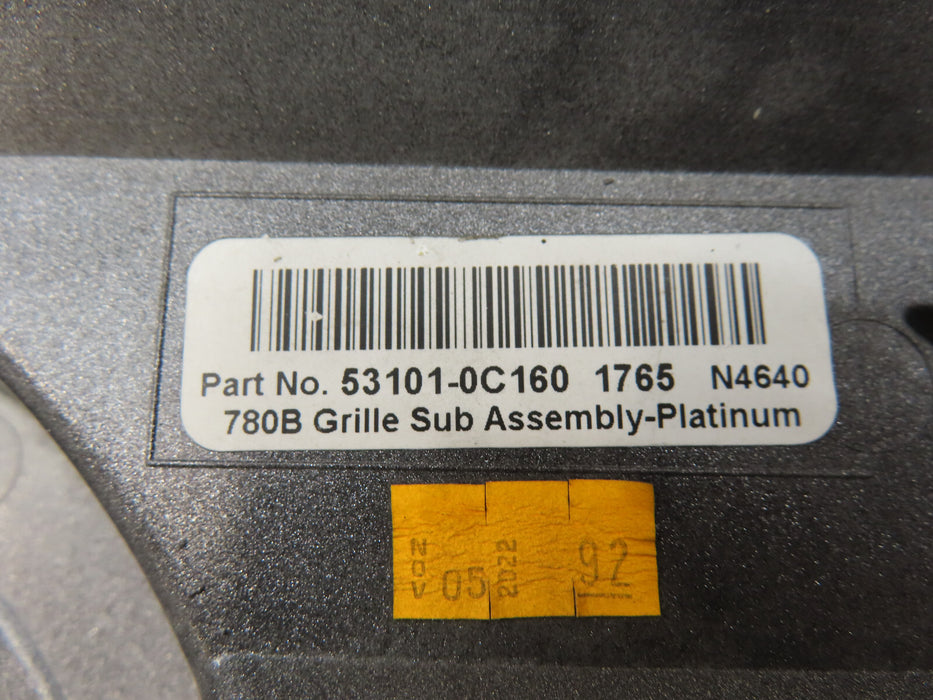 Part No. 53101-0C160 1765 N4640
780B Grille Sub Assembly-Platinum
NOV 05 2022 92